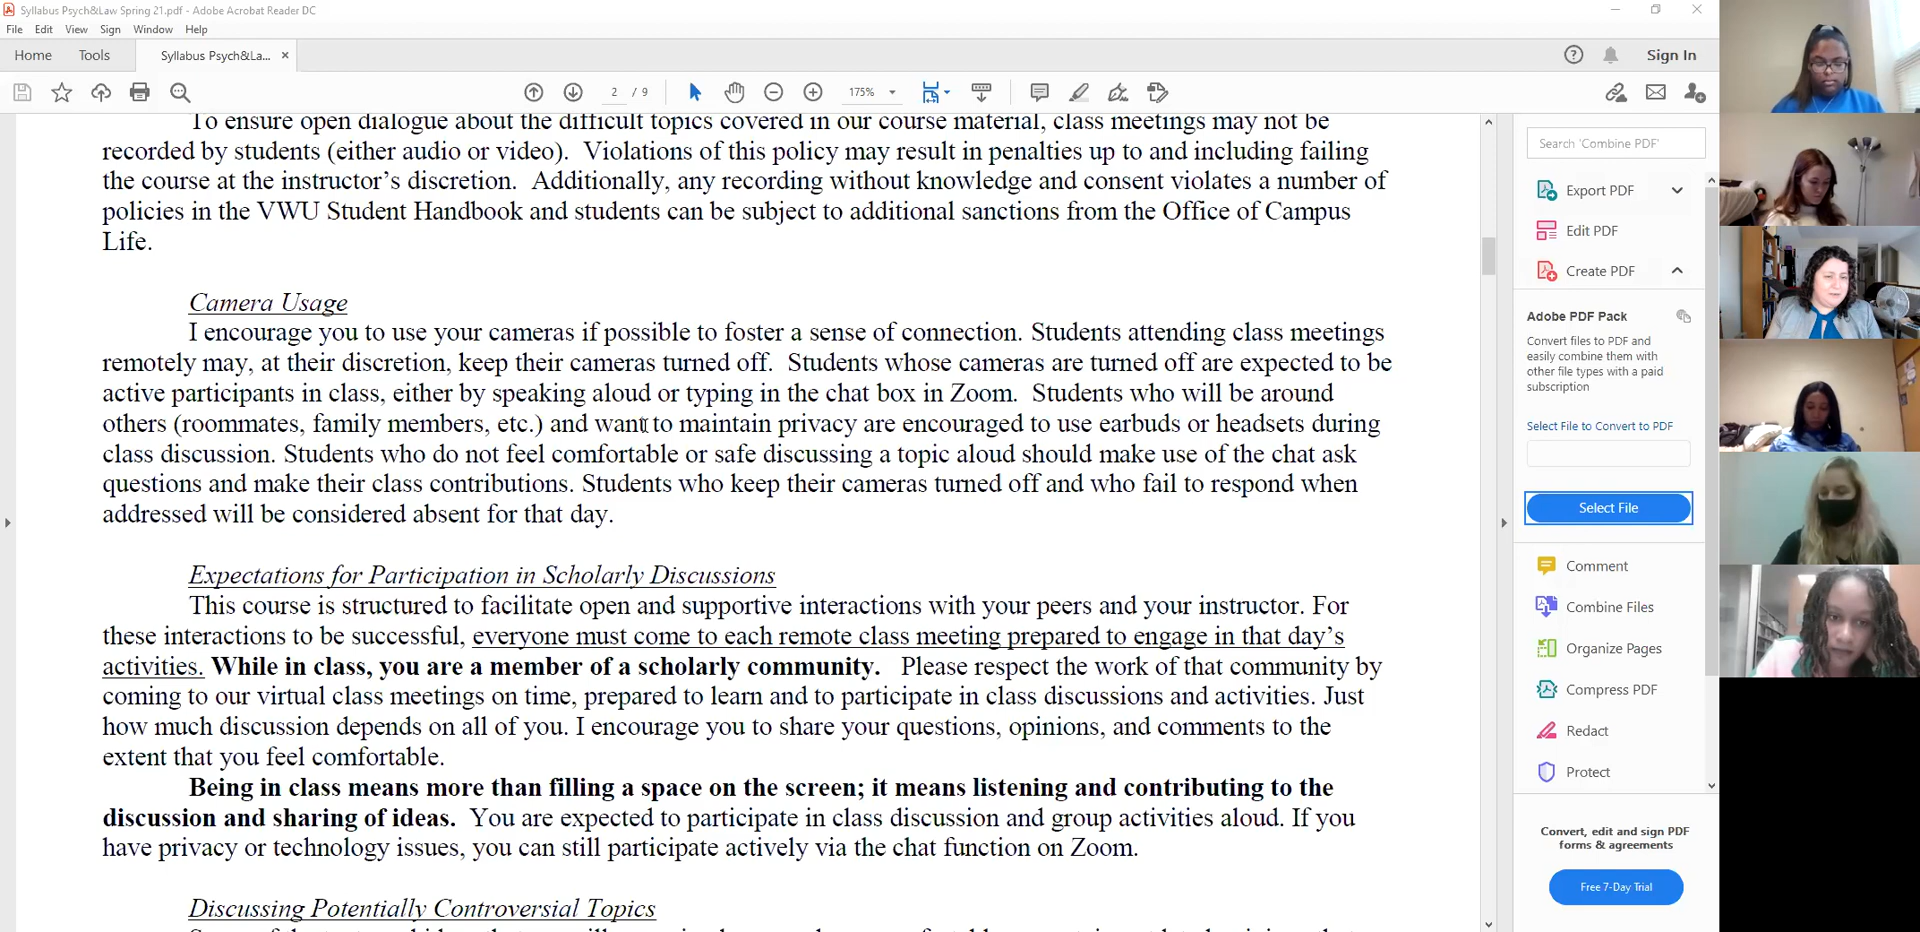 Syllabus Psych&Law Spring 21.pdf - Adobe Acrobat Reader DC
File Edit View Sign Window Help
Home Tools Syllabus Psych&La... × Sign In
2 / 9 175%
To ensure open dialogue about the difficult topics covered in our course material, class meetings may not be
recorded by students (either audio or video).  Violations of this policy may result in penalties up to and including failing
the course at the instructor's discretion.  Additionally, any recording without knowledge and consent violates a number of
policies in the VWU Student Handbook and students can be subject to additional sanctions from the Office of Campus
Life.
Camera Usage
I encourage you to use your cameras if possible to foster a sense of connection. Students attending class meetings
remotely may, at their discretion, keep their cameras turned off.  Students whose cameras are turned off are expected to be
active participants in class, either by speaking aloud or typing in the chat box in Zoom.  Students who will be around
others (roommates, family members, etc.) and want to maintain privacy are encouraged to use earbuds or headsets during
class discussion. Students who do not feel comfortable or safe discussing a topic aloud should make use of the chat ask
questions and make their class contributions. Students who keep their cameras turned off and who fail to respond when
addressed will be considered absent for that day.
Expectations for Participation in Scholarly Discussions
This course is structured to facilitate open and supportive interactions with your peers and your instructor. For
these interactions to be successful, everyone must come to each remote class meeting prepared to engage in that day's
activities. While in class, you are a member of a scholarly community.   Please respect the work of that community by
coming to our virtual class meetings on time, prepared to learn and to participate in class discussions and activities. Just
how much discussion depends on all of you. I encourage you to share your questions, opinions, and comments to the
extent that you feel comfortable.
Being in class means more than filling a space on the screen; it means listening and contributing to the
discussion and sharing of ideas.  You are expected to participate in class discussion and group activities aloud. If you
have privacy or technology issues, you can still participate actively via the chat function on Zoom.
Discussing Potentially Controversial Topics
Search 'Combine PDF'
Export PDF
Edit PDF
Create PDF
Adobe PDF Pack
Convert files to PDF and
easily combine them with
other file types with a paid
subscription
Select File to Convert to PDF
Select File
Comment
Combine Files
Organize Pages
Compress PDF
Redact
Protect
Convert, edit and sign PDF
forms & agreements
Free 7-Day Trial